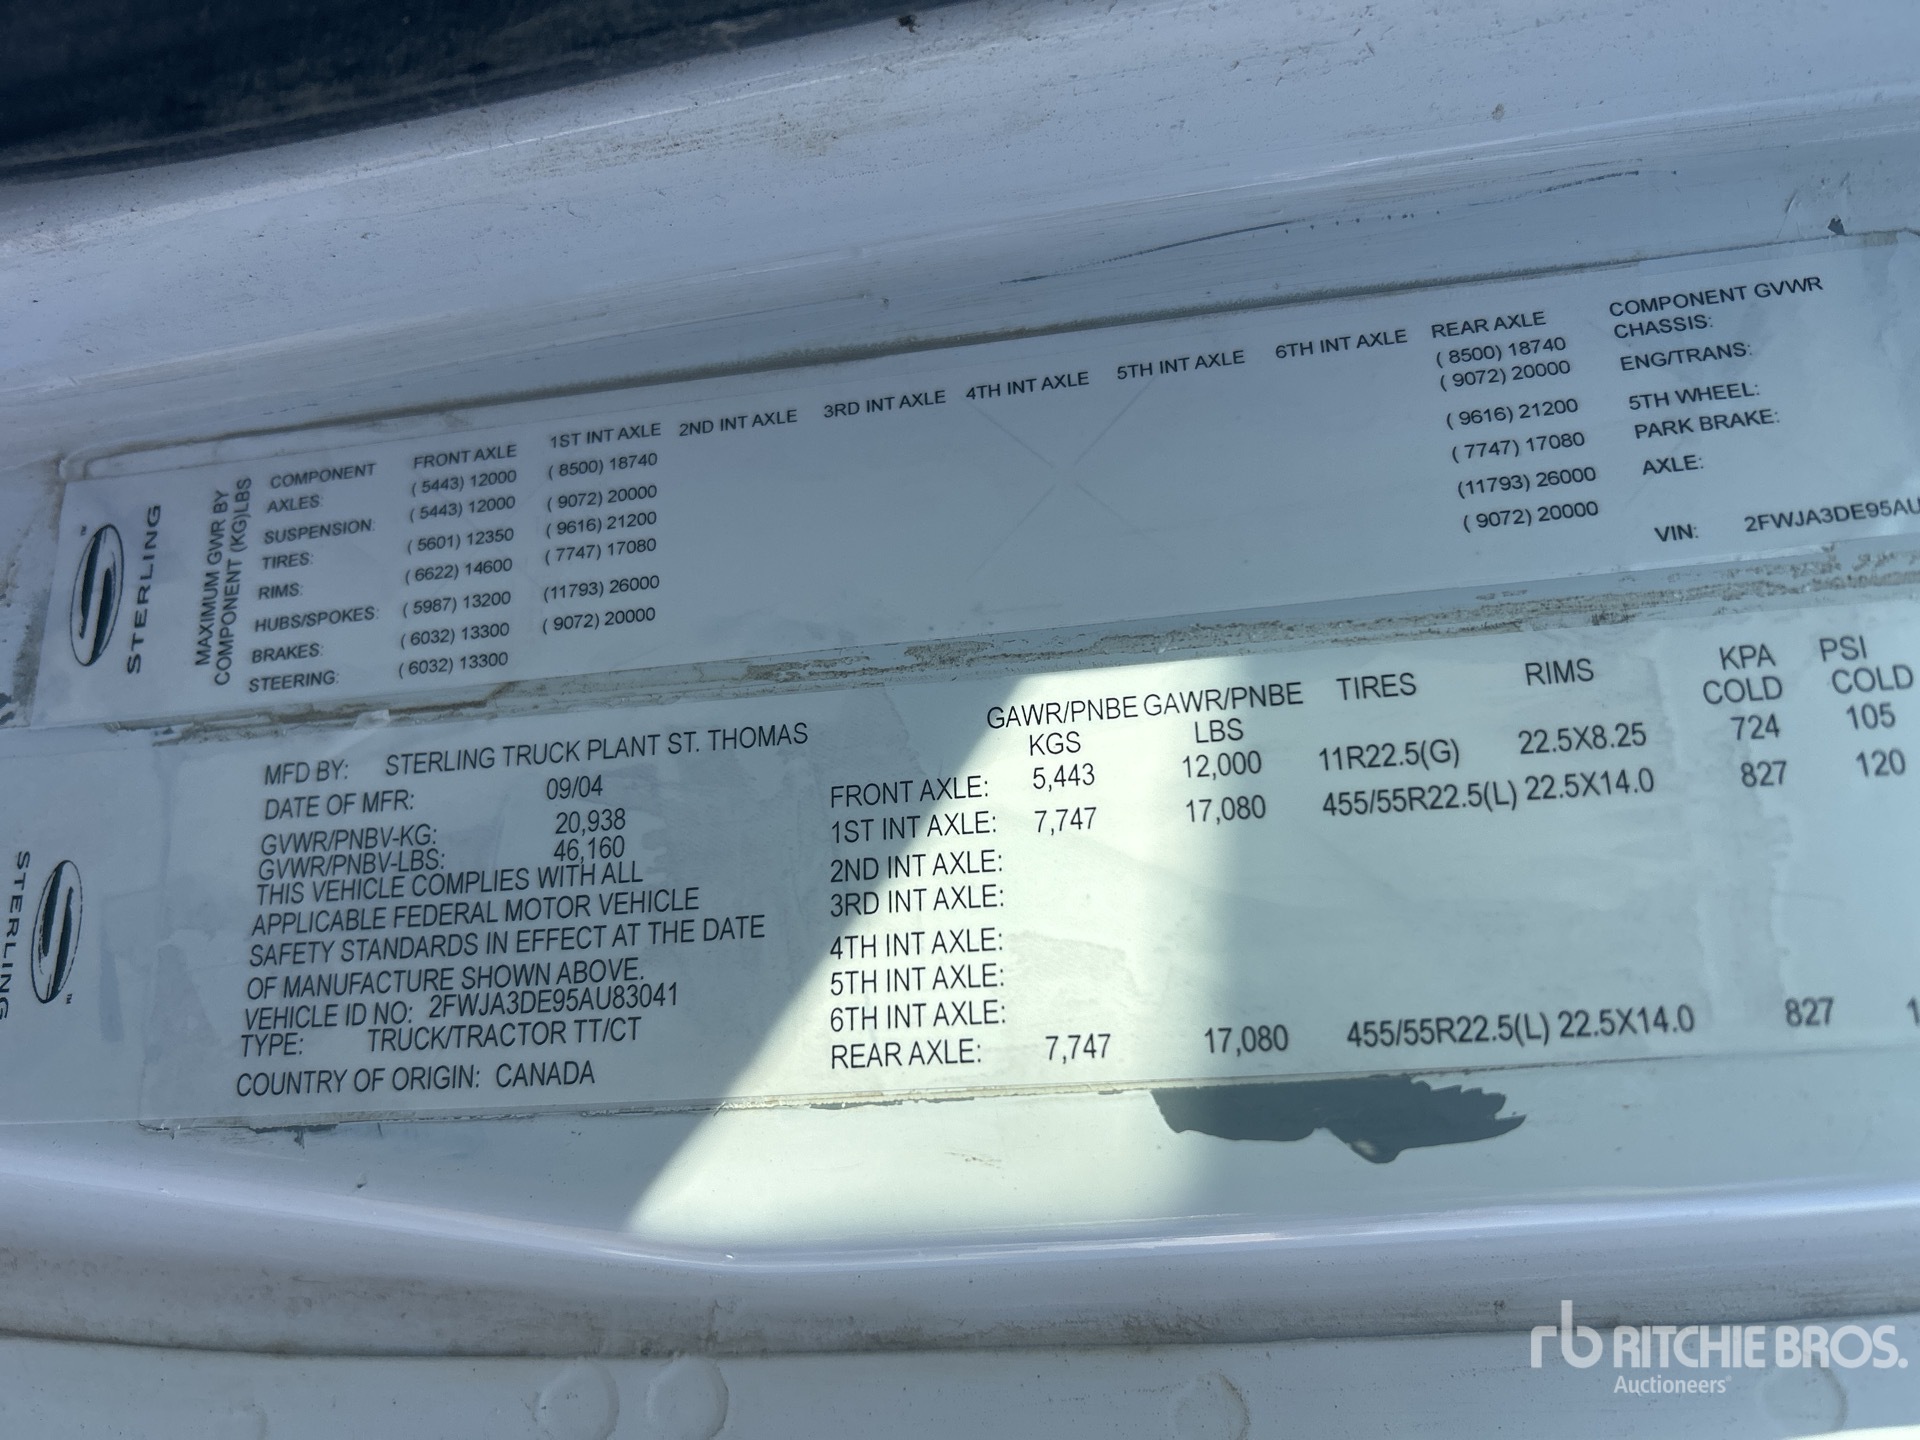 ™
STERLING
MAXIMUM GWR BY
COMPONENT (KG)LBS
COMPONENT FRONT AXLE 1ST INT AXLE 2ND INT AXLE 3RD INT AXLE 4TH INT AXLE 5TH INT AXLE 6TH INT AXLE REAR AXLE COMPONENT GVWR
AXLES: ( 5443) 12000 ( 8500) 18740 ( 8500) 18740 CHASSIS:
SUSPENSION: ( 5443) 12000 ( 9072) 20000 ( 9072) 20000 ENG/TRANS:
TIRES: ( 5601) 12350 ( 9616) 21200 ( 9616) 21200 5TH WHEEL:
RIMS: ( 6622) 14600 ( 7747) 17080 ( 7747) 17080 PARK BRAKE:
HUBS/SPOKES: ( 5987) 13200 (11793) 26000 (11793) 26000 AXLE:
BRAKES: ( 6032) 13300 ( 9072) 20000 ( 9072) 20000
STEERING: ( 6032) 13300
VIN: 2FWJA3DE95AU
STERLING
™
MFD BY: STERLING TRUCK PLANT ST. THOMAS
DATE OF MFR: 09/04
GVWR/PNBV-KG: 20,938
GVWR/PNBV-LBS: 46,160
THIS VEHICLE COMPLIES WITH ALL
APPLICABLE FEDERAL MOTOR VEHICLE
SAFETY STANDARDS IN EFFECT AT THE DATE
OF MANUFACTURE SHOWN ABOVE.
VEHICLE ID NO: 2FWJA3DE95AU83041
TYPE: TRUCK/TRACTOR TT/CT
COUNTRY OF ORIGIN: CANADA
GAWR/PNBE GAWR/PNBE TIRES RIMS KPA PSI
KGS LBS COLD COLD
FRONT AXLE: 5,443 12,000 11R22.5(G) 22.5X8.25 724 105
1ST INT AXLE: 7,747 17,080 455/55R22.5(L) 22.5X14.0 827 120
2ND INT AXLE:
3RD INT AXLE:
4TH INT AXLE:
5TH INT AXLE:
6TH INT AXLE:
REAR AXLE: 7,747 17,080 455/55R22.5(L) 22.5X14.0 827
rb RITCHIE BROS.
Auctioneers